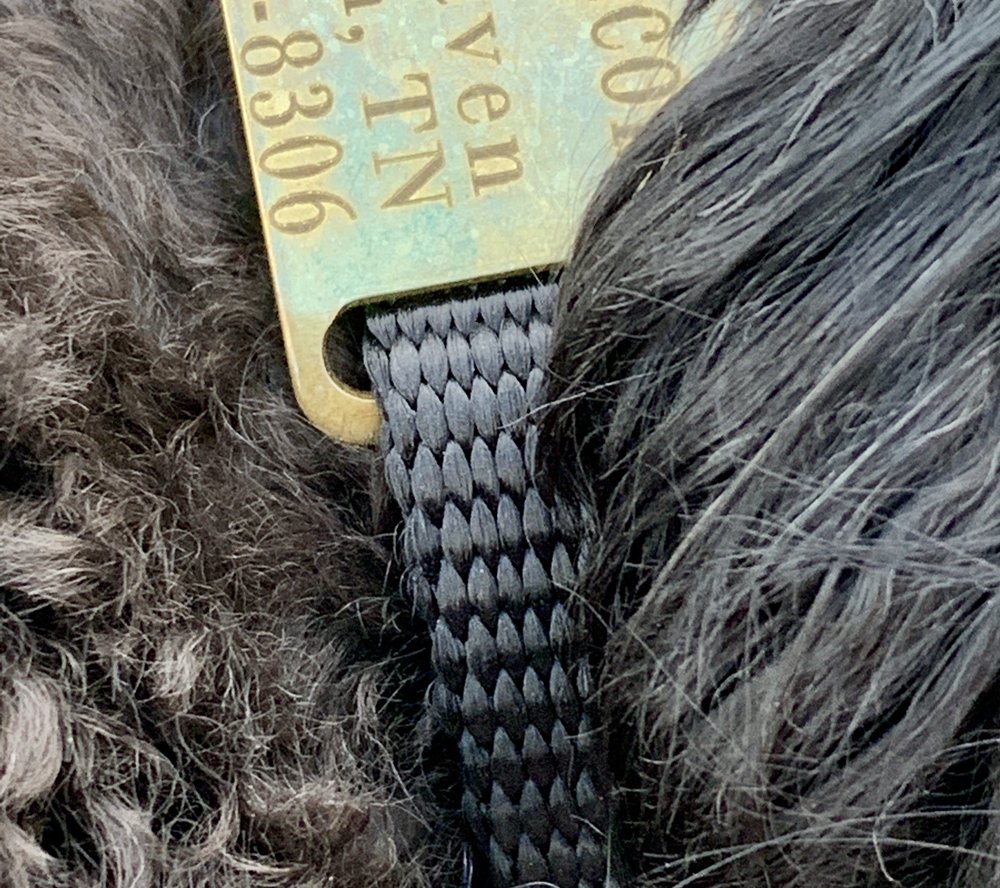 CO
ven
, TN
-8306